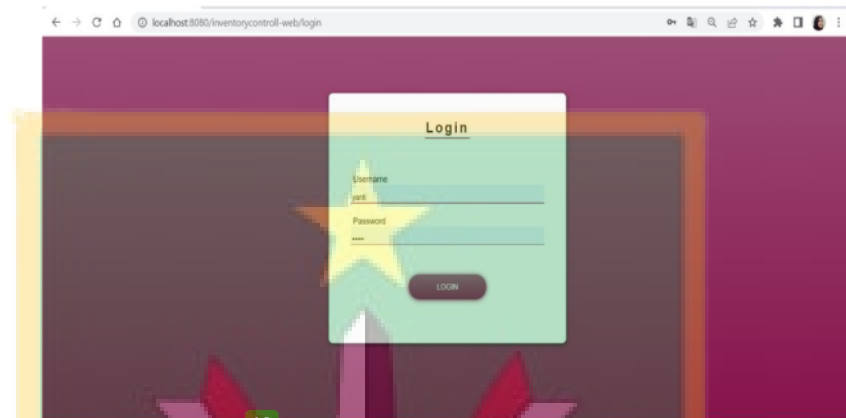 localhost:8080/inventorycontroll-web/login
Login
Username
yanti
Password
LOGIN